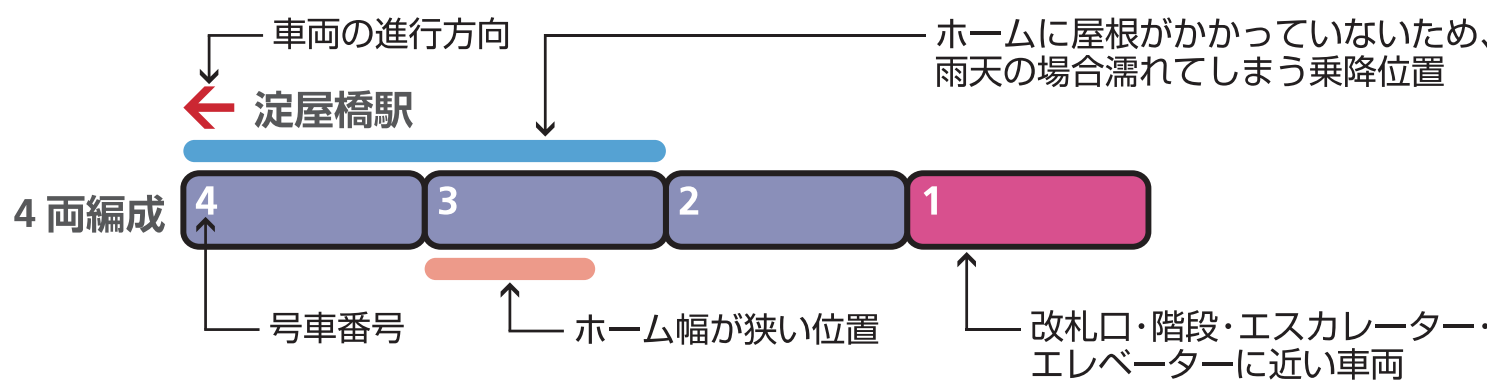 車両の進行方向
ホームに屋根がかかっていないため、
雨天の場合濡れてしまう乗降位置
淀屋橋駅
4 両編成
4
3
2
1
号車番号
ホーム幅が狭い位置
改札口・階段・エスカレーター・
エレベーターに近い車両